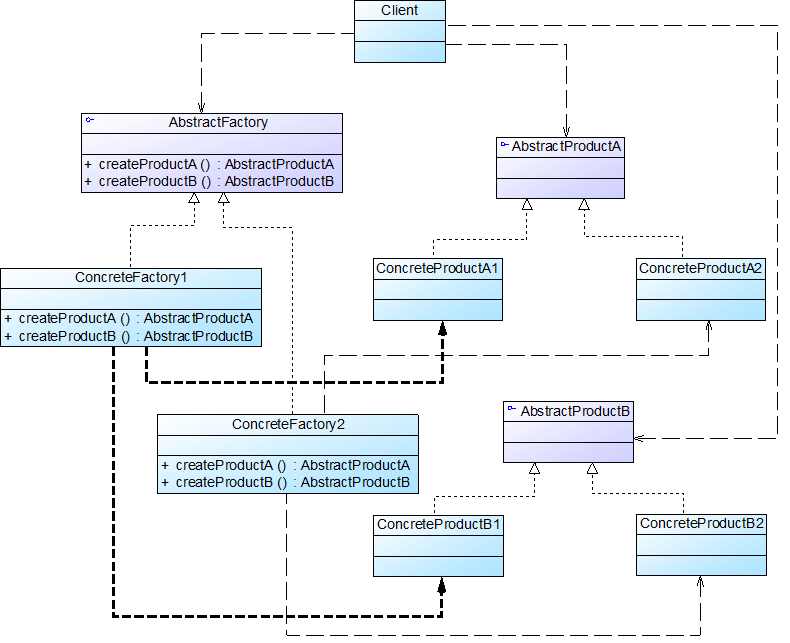 Client
AbstractFactory
+ createProductA () : AbstractProductA
+ createProductB () : AbstractProductB
AbstractProductA
ConcreteFactory1
+ createProductA () : AbstractProductA
+ createProductB () : AbstractProductB
ConcreteProductA1
ConcreteProductA2
ConcreteFactory2
+ createProductA () : AbstractProductA
+ createProductB () : AbstractProductB
AbstractProductB
ConcreteProductB1
ConcreteProductB2